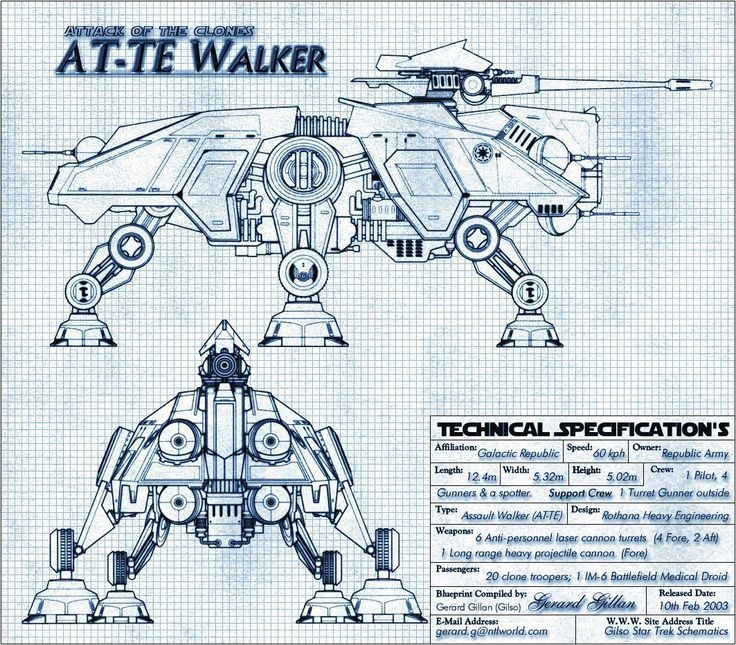 ATTACK OF THE CLONES
AT-TE WALKER
TECHNICAL SPECIFICATION'S
Affiliation: Galactic Republic Speed: 60 kph Owner: Republic Army
Length: 12.4m Width: 5.32m Height: 5.02m Crew: 1 Pilot, 4
Gunners & a spotter. Support Crew 1 Turret Gunner outside
Type: Assault Walker (AT-TE) Design: Rothana Heavy Engineering
Weapons:
6 Anti-personnel laser cannon turrets (4 Fore, 2 Aft)
1 Long range heavy projectile cannon (Fore)
Passengers:
20 clone troopers; 1 IM-6 Battlefield Medical Droid
Blueprint Compiled by: Gerard Gillan Released Date:
Gerard Gillan (Gilso) 10th Feb 2003
E-Mail Address: W.W.W. Site Address Title
gerard.g@ntlworld.com Gilso Star Trek Schematics